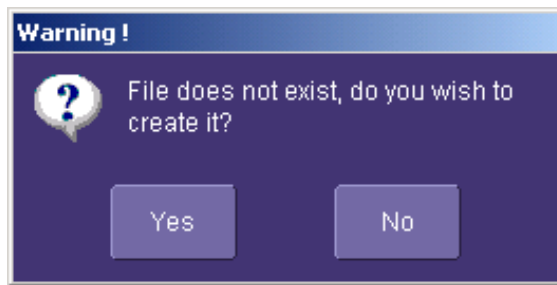 Warning !
File does not exist, do you wish to
create it?
Yes
No